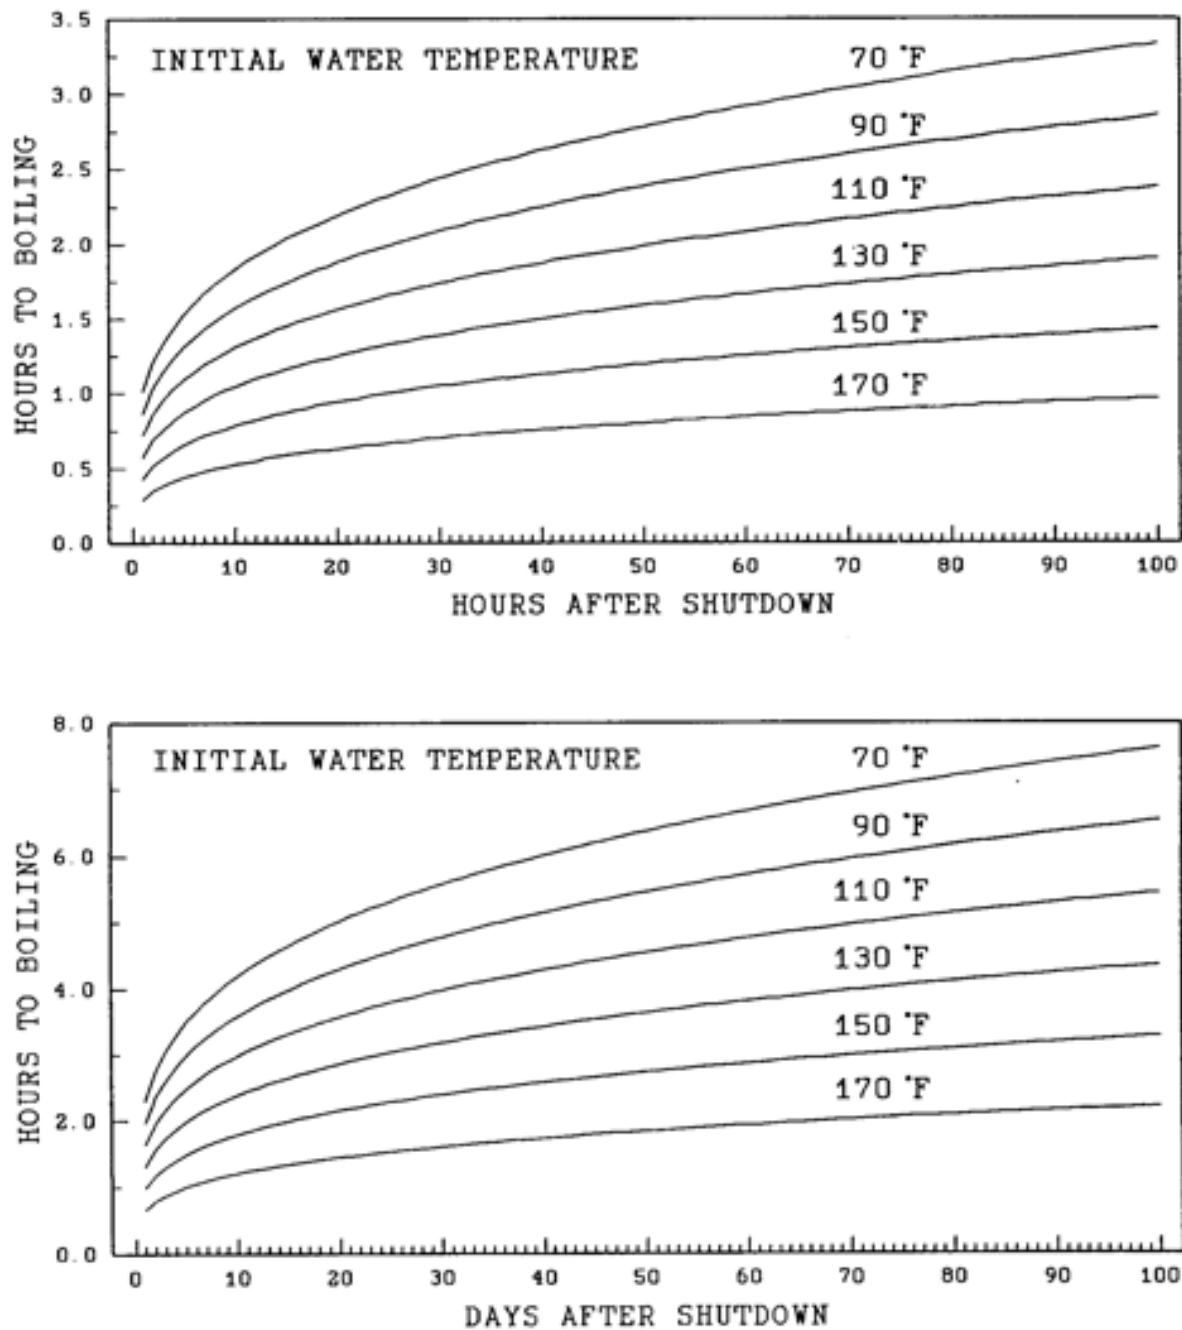 3.5
INITIAL WATER TEMPERATURE
70 °F
3.0
90 °F
2.5
110 °F
2.0
130 °F
1.5
150 °F
1.0
170 °F
0.5
0.0
HOURS TO BOILING
0 10 20 30 40 50 60 70 80 90 100
HOURS AFTER SHUTDOWN
8.0
INITIAL WATER TEMPERATURE
70 °F
90 °F
6.0
110 °F
130 °F
4.0
150 °F
170 °F
2.0
0.0
HOURS TO BOILING
0 10 20 30 40 50 60 70 80 90 100
DAYS AFTER SHUTDOWN